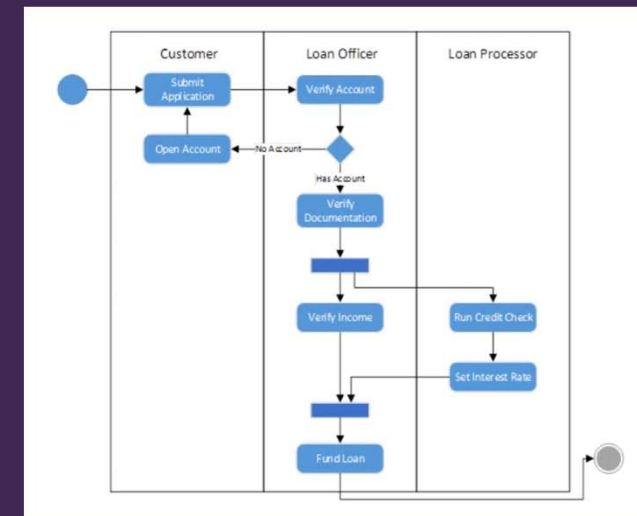 Customer
Loan Officer
Loan Processor
Submit
Application
Verify Account
Open Account
No Account
Has Account
Verify
Documentation
Verify Income
Run Credit Check
Set Interest Rate
Fund Loan